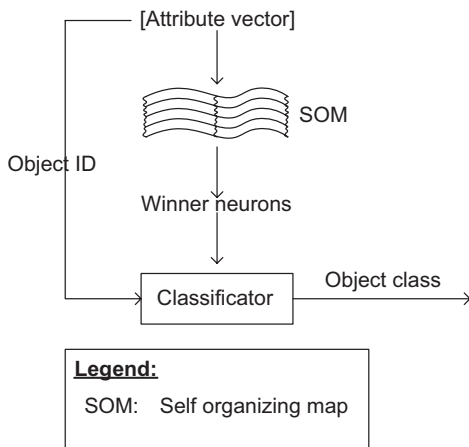 [Attribute vector]
SOM
Object ID
Winner neurons
Object class
Classificator
Legend:
SOM: Self organizing map